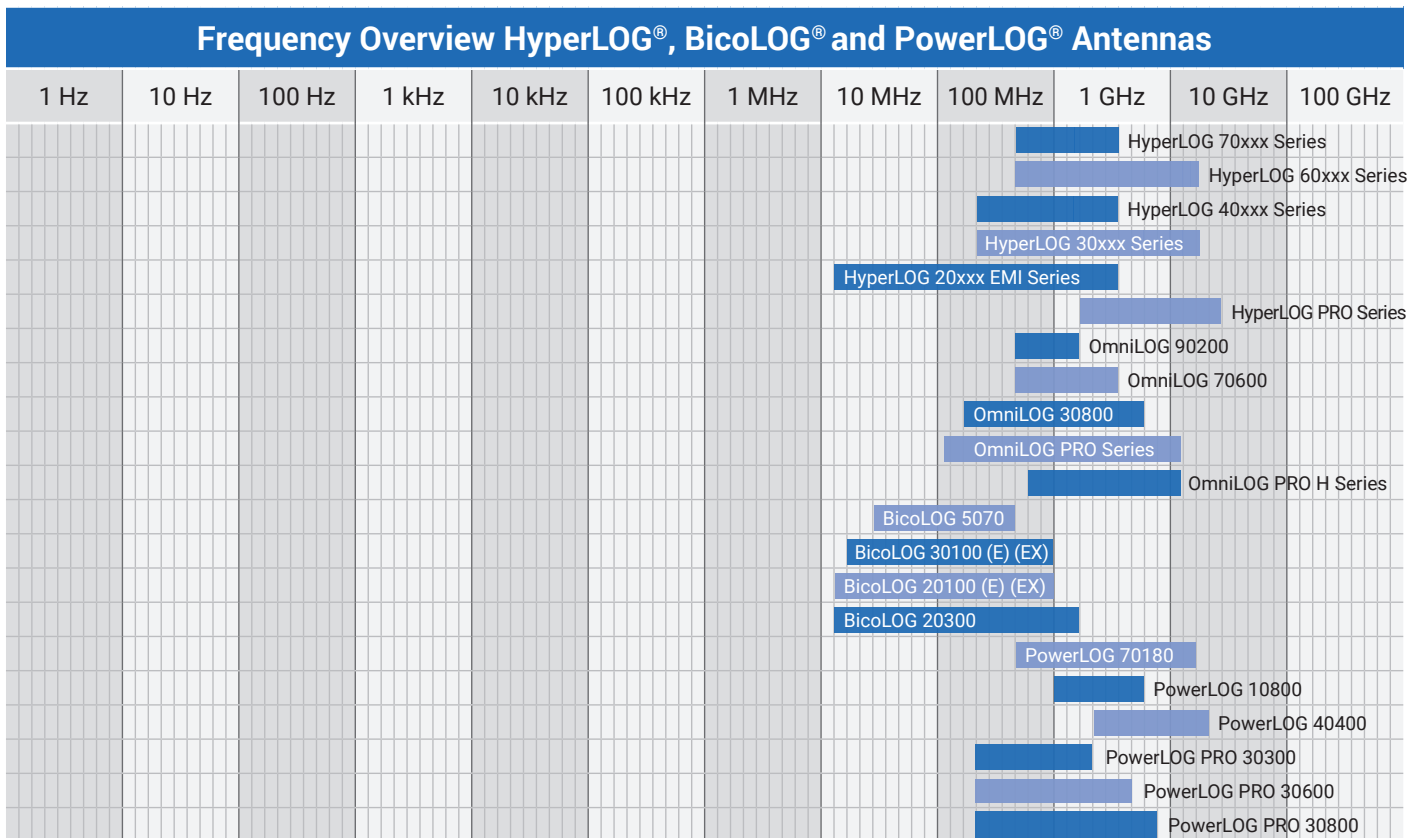 Frequency Overview HyperLOG®, BicoLOG® and PowerLOG® Antennas
1 Hz 10 Hz 100 Hz 1 kHz 10 kHz 100 kHz 1 MHz 10 MHz 100 MHz 1 GHz 10 GHz 100 GHz
HyperLOG 70xxx Series
HyperLOG 60xxx Series
HyperLOG 40xxx Series
HyperLOG 30xxx Series
HyperLOG 20xxx EMI Series
HyperLOG PRO Series
OmniLOG 90200
OmniLOG 70600
OmniLOG 30800
OmniLOG PRO Series
OmniLOG PRO H Series
BicoLOG 5070
BicoLOG 30100 (E) (EX)
BicoLOG 20100 (E) (EX)
BicoLOG 20300
PowerLOG 70180
PowerLOG 10800
PowerLOG 40400
PowerLOG PRO 30300
PowerLOG PRO 30600
PowerLOG PRO 30800